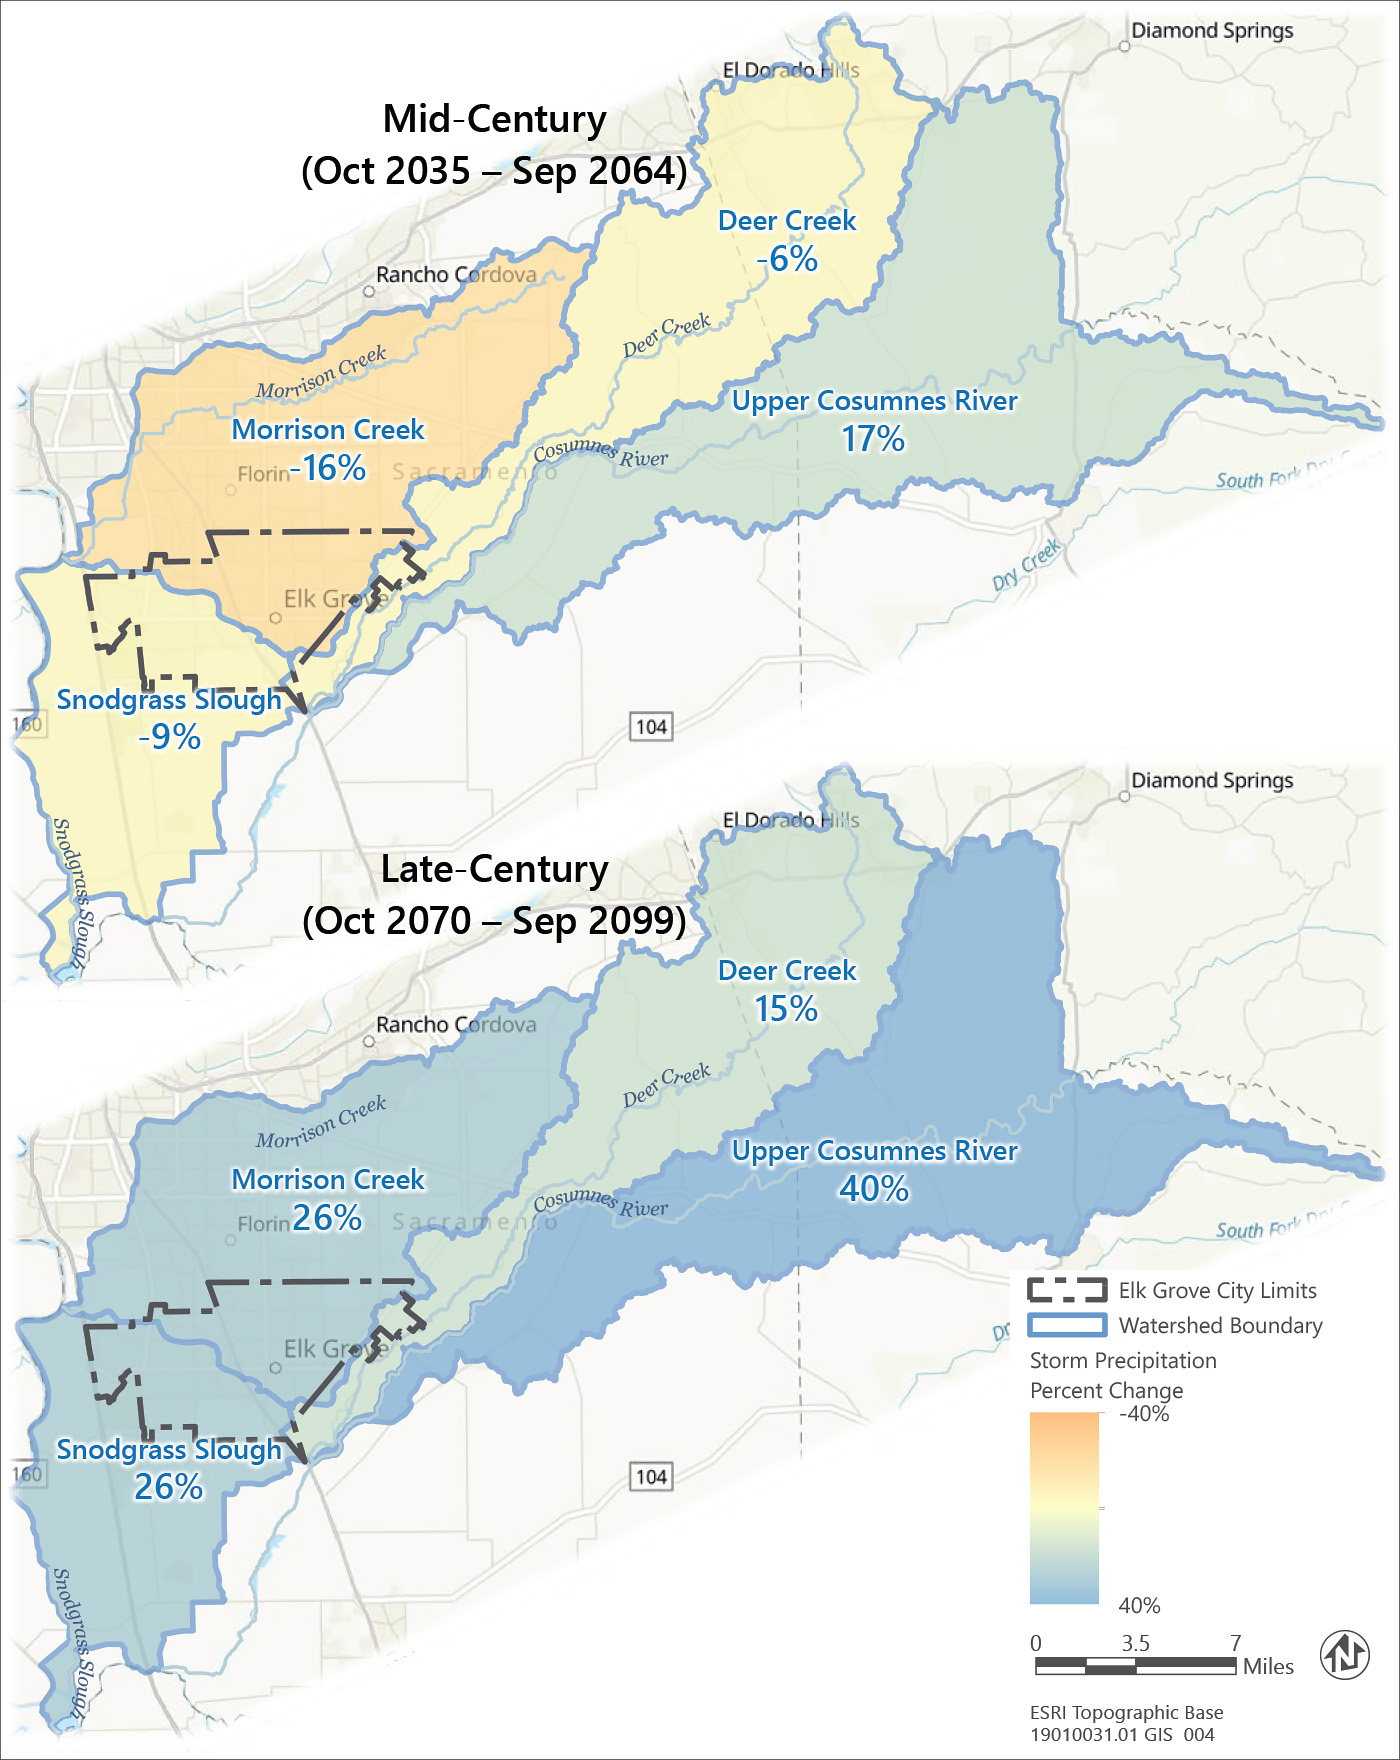 Diamond Springs
El Dorado Hills
Mid-Century
(Oct 2035 – Sep 2064)
Deer Creek
-6%
Rancho Cordova
Deer Creek
Morrison Creek
Upper Cosumnes River
17%
Morrison Creek
-16%
Cosumnes River
Florin
Sacramento
South Fork Dry
Dry Creek
Elk Grove
Snodgrass Slough
-9%
160
104
Snodgrass Slough
Diamond Springs
El Dorado Hills
Late-Century
(Oct 2070 – Sep 2099)
Deer Creek
15%
Rancho Cordova
Deer Creek
Morrison Creek
Upper Cosumnes River
40%
Morrison Creek
26%
Cosumnes River
Florin
Sacramento
South Fork Dry
Elk Grove
Snodgrass Slough
26%
160
104
Snodgrass Slough
Elk Grove City Limits
Watershed Boundary
Storm Precipitation
Percent Change
-40%
40%
0 3.5 7
Miles
N
ESRI Topographic Base
19010031.01 GIS 004